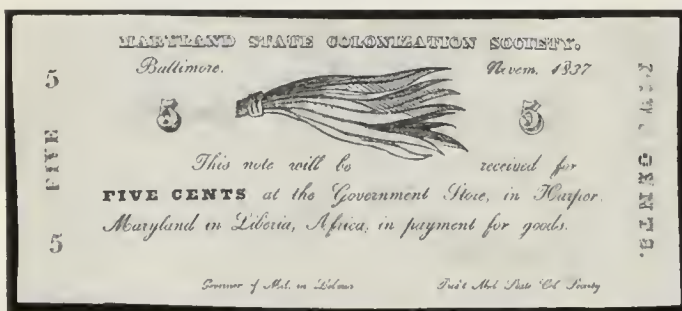 MARYLAND STATE COLONIZATION SOCIETY.
Baltimore. Novem. 1837
5 5
This note will be received for
FIVE CENTS at the Government Store, in Harper.
Maryland in Liberia, Africa, in payment for goods.
Governor of Md. in Liberia Pres't Md. State Col. Society
5
FIVE
5
CENTS.